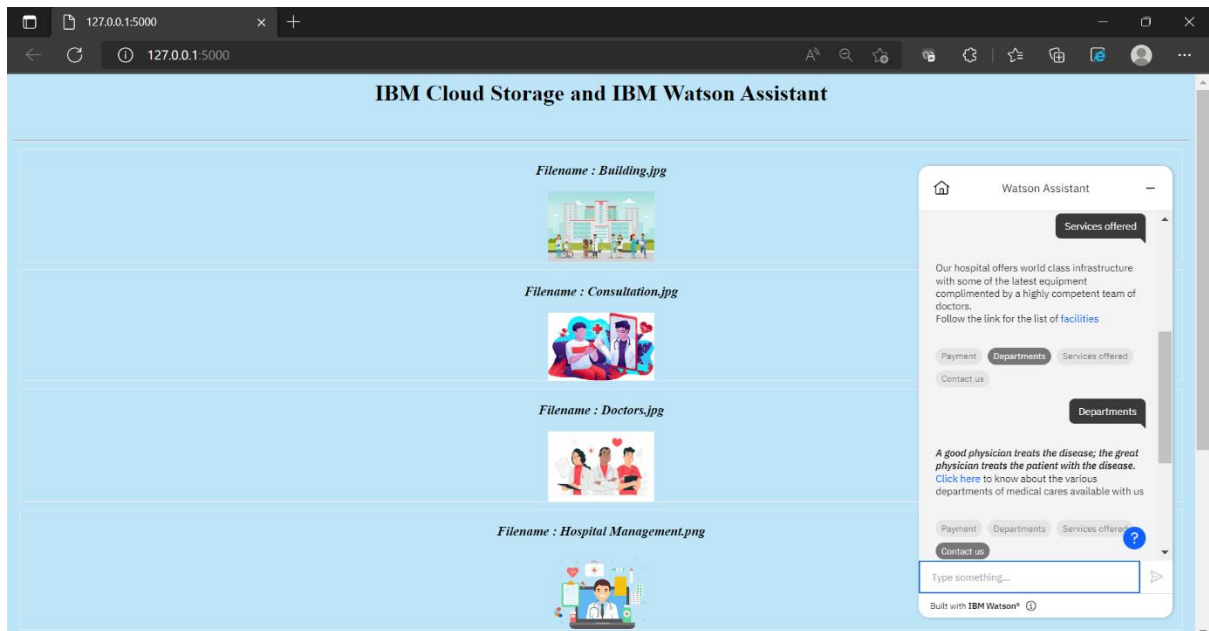 127.0.0.1:5000
127.0.0.1:5000
IBM Cloud Storage and IBM Watson Assistant
Filename : Building.jpg
Filename : Consultation.jpg
Filename : Doctors.jpg
Filename : Hospital Management.png
Watson Assistant
Services offered
Our hospital offers world class infrastructure
with some of the latest equipment
complimented by a highly competent team of
doctors.
Follow the link for the list of facilities
Payment Departments Services offered
Contact us
Departments
A good physician treats the disease; the great
physician treats the patient with the disease.
Click here to know about the various
departments of medical cares available with us
Payment Departments Services offered
?
Contact us
Type something...
Built with IBM Watson®